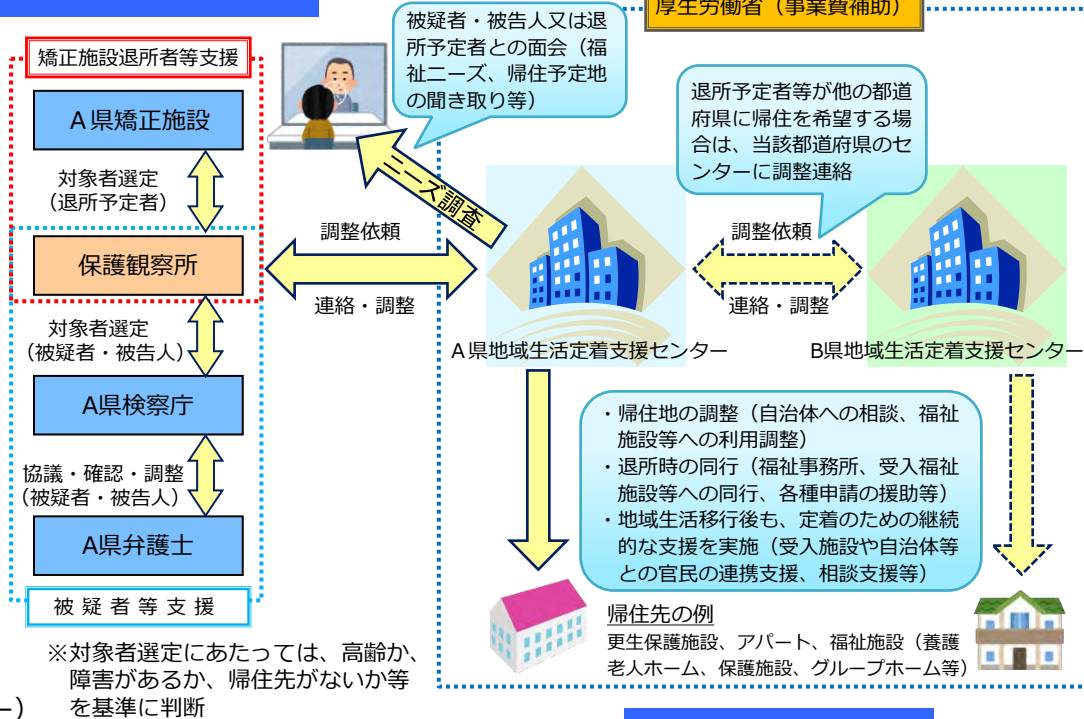 厚生労働省（事業費補助）
被疑者・被告人又は退
所予定者との面会（福
祉ニーズ、帰住予定地
の聞き取り等）
矯正施設退所者等支援
A県矯正施設
対象者選定
（退所予定者）
保護観察所
対象者選定
（被疑者・被告人）
A県検察庁
協議・確認・調整
（被疑者・被告人）
A県弁護士
被疑者等支援
※対象者選定にあたっては、高齢か、
障害があるか、帰住先がないか等
を基準に判断
ー）
ニーズ調査
調整依頼
連絡・調整
退所予定者等が他の都道
府県に帰住を希望する場
合は、当該都道府県のセ
ンターに調整連絡
調整依頼
連絡・調整
A県地域生活定着支援センター
B県地域生活定着支援センター
・帰住地の調整（自治体への相談、福祉
施設等への利用調整）
・退所時の同行（福祉事務所、受入福祉
施設等への同行、各種申請の援助等）
・地域生活移行後も、定着のための継続
的な支援を実施（受入施設や自治体等
との官民の連携支援、相談支援等）
帰住先の例
更生保護施設、アパート、福祉施設（養護
老人ホーム、保護施設、グループホーム等）